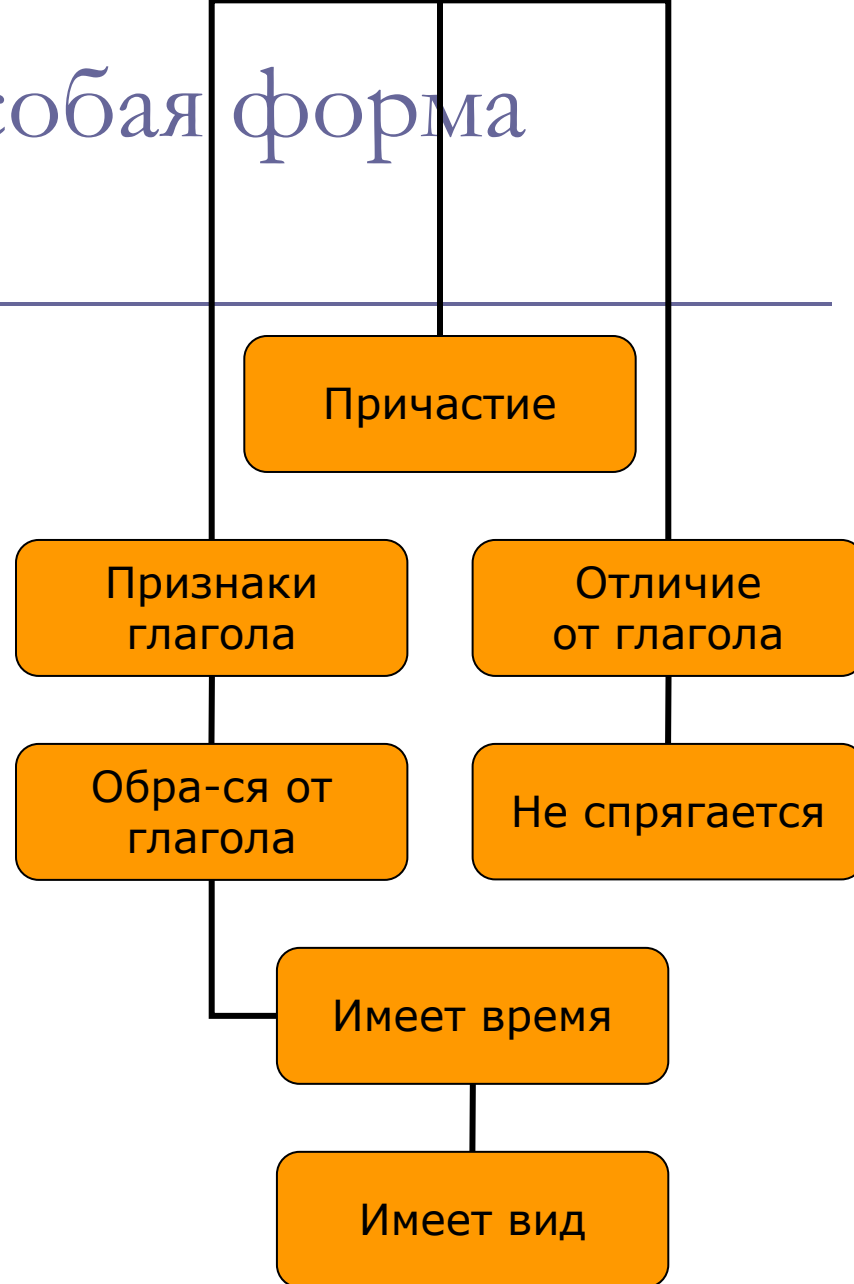 собая форма
Причастие
Признаки
глагола
Отличие
от глагола
Обра-ся от
глагола
Не спрягается
Имеет время
Имеет вид